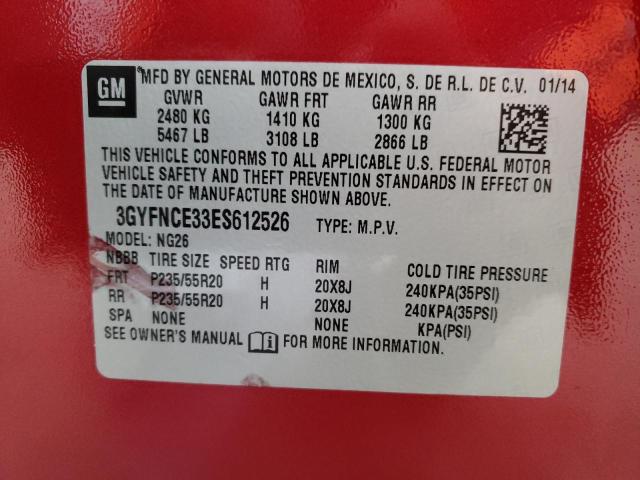 GM MFD BY GENERAL MOTORS DE MEXICO, S. DE R.L. DE C.V. 01/14
GVWR GAWR FRT GAWR RR
2480 KG 1410 KG 1300 KG
5467 LB 3108 LB 2866 LB
THIS VEHICLE CONFORMS TO ALL APPLICABLE U.S. FEDERAL MOTOR
VEHICLE SAFETY AND THEFT PREVENTION STANDARDS IN EFFECT ON
THE DATE OF MANUFACTURE SHOWN ABOVE.
3GYFNCE33ES612526 TYPE: M.P.V.
MODEL: NG26
NBBB TIRE SIZE SPEED RTG RIM COLD TIRE PRESSURE
FRT P235/55R20 H 20X8J 240KPA(35PSI)
RR P235/55R20 H 20X8J 240KPA(35PSI)
SPA NONE NONE KPA(PSI)
SEE OWNER'S MANUAL i FOR MORE INFORMATION.